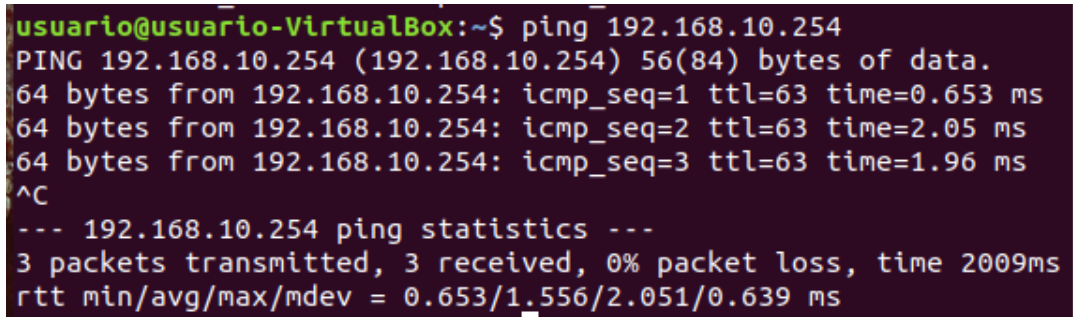 usuario@usuario-VirtualBox:~$ ping 192.168.10.254
PING 192.168.10.254 (192.168.10.254) 56(84) bytes of data.
64 bytes from 192.168.10.254: icmp_seq=1 ttl=63 time=0.653 ms
64 bytes from 192.168.10.254: icmp_seq=2 ttl=63 time=2.05 ms
64 bytes from 192.168.10.254: icmp_seq=3 ttl=63 time=1.96 ms
^C
--- 192.168.10.254 ping statistics ---
3 packets transmitted, 3 received, 0% packet loss, time 2009ms
rtt min/avg/max/mdev = 0.653/1.556/2.051/0.639 ms